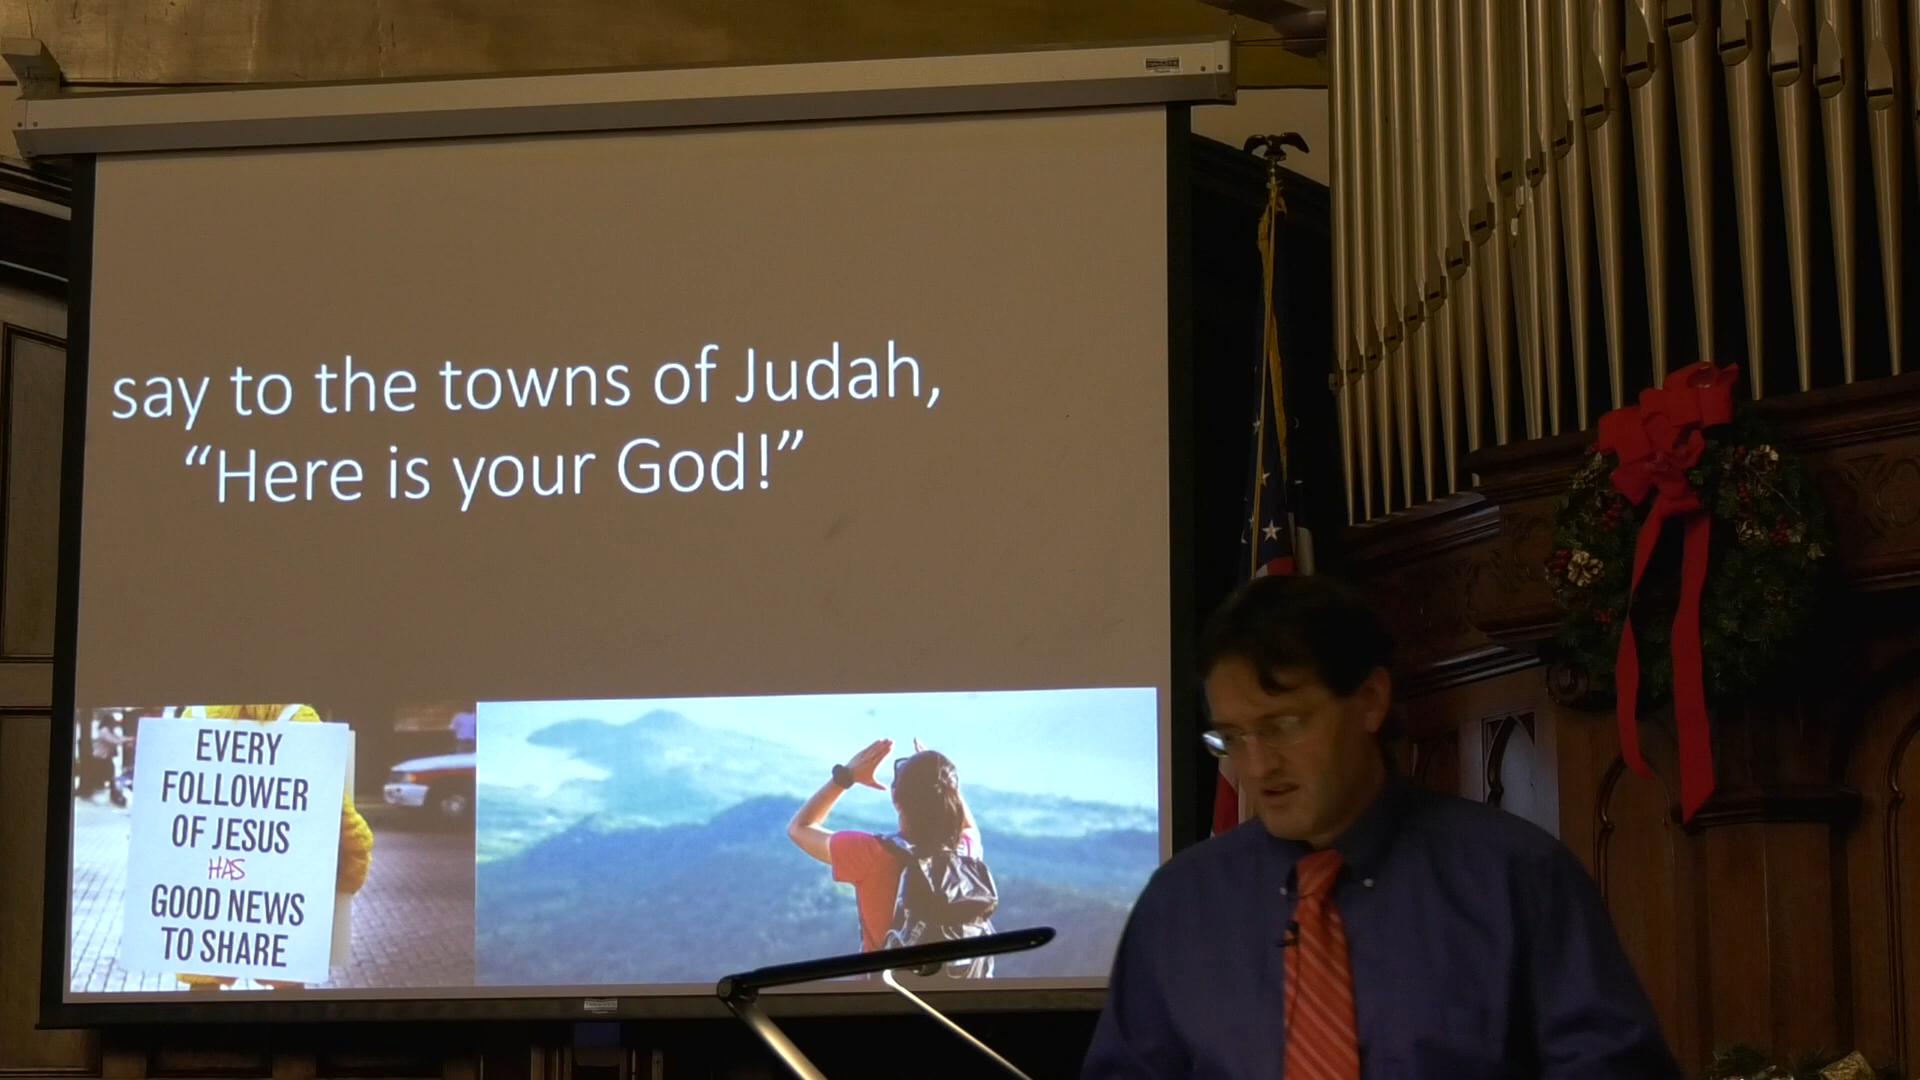 say to the towns of Judah,
“Here is your God!”
EVERY
FOLLOWER
OF JESUS
HAS
GOOD NEWS
TO SHARE